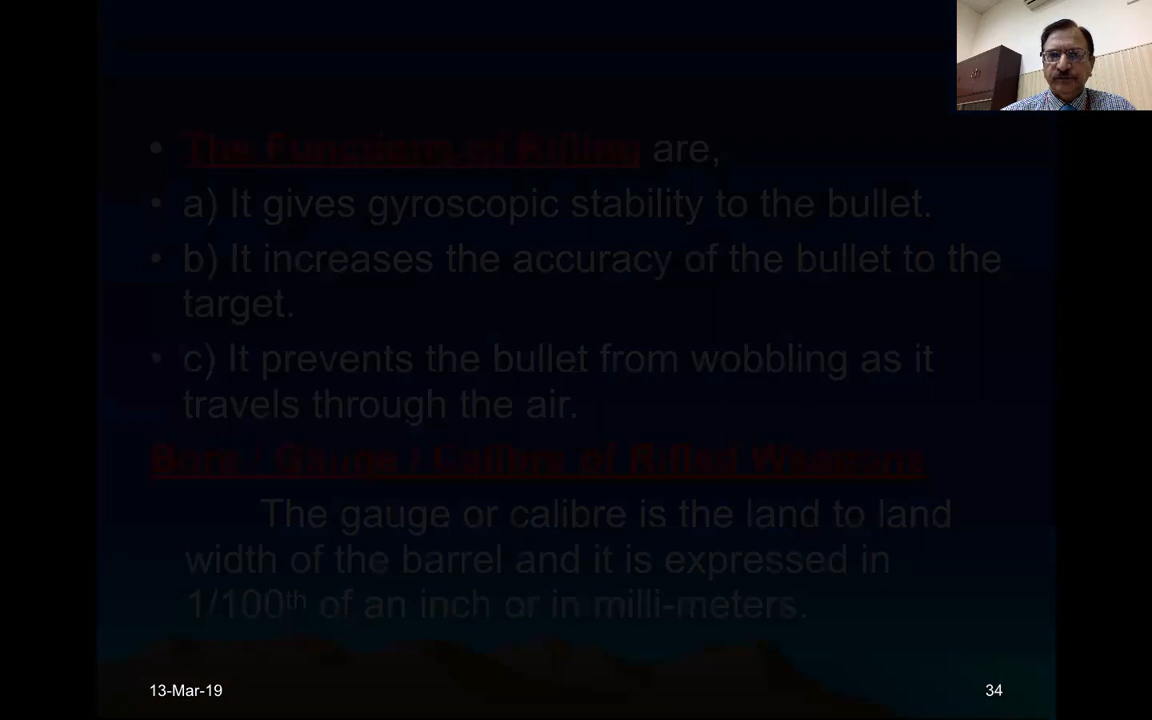 • The Functions of Rifling are,
• a) It gives gyroscopic stability to the bullet.
• b) It increases the accuracy of the bullet to the
target.
• c) It prevents the bullet from wobbling as it
travels through the air.
Bore / Gauge / Calibre of Rifled Weapons
The gauge or calibre is the land to land
width of the barrel and it is expressed in
1/100th of an inch or in milli-meters.
13-Mar-19
34